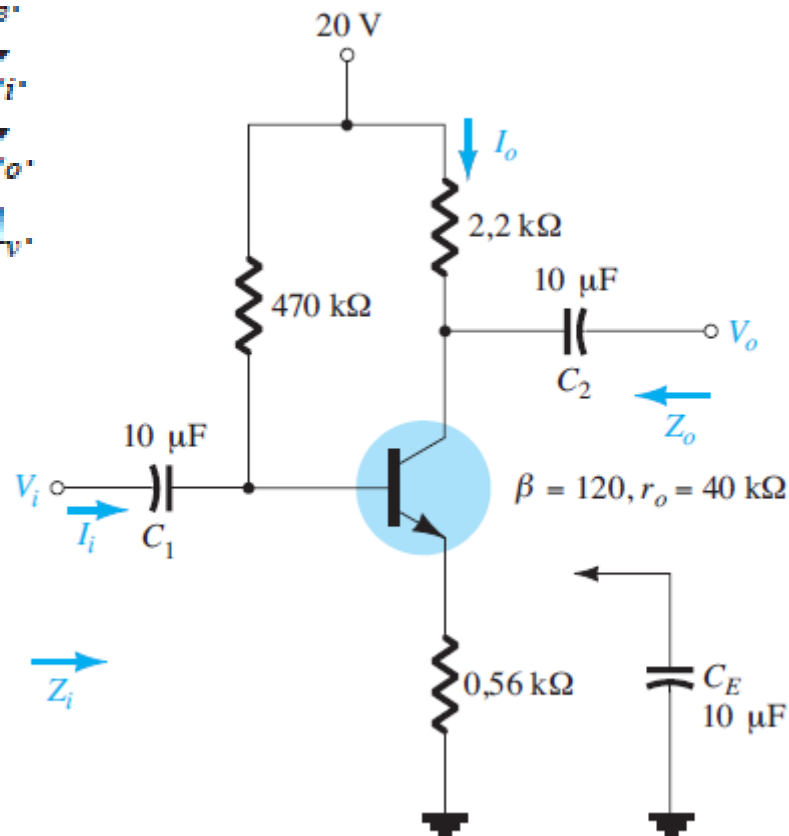 20 V
I_o
2,2 kΩ
470 kΩ
10 μF
C_2
V_o
Z_o
10 μF
V_i
I_i
C_1
β = 120, r_o = 40 kΩ
Z_i
0,56 kΩ
C_E
10 μF